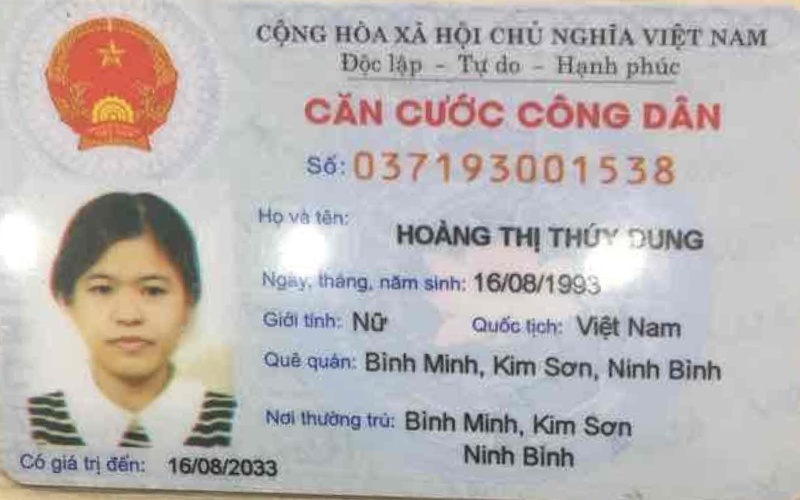 CỘNG HÒA XÃ HỘI CHỦ NGHĨA VIỆT NAM
Độc lập - Tự do - Hạnh phúc
CĂN CƯỚC CÔNG DÂN
Số: 037193001538
Họ và tên:
HOÀNG THỊ THÚY DUNG
Ngày, tháng, năm sinh: 16/08/1993
Giới tính: Nữ Quốc tịch: Việt Nam
Quê quán: Bình Minh, Kim Sơn, Ninh Bình
Nơi thường trú: Bình Minh, Kim Sơn
Ninh Bình
Có giá trị đến: 16/08/2033